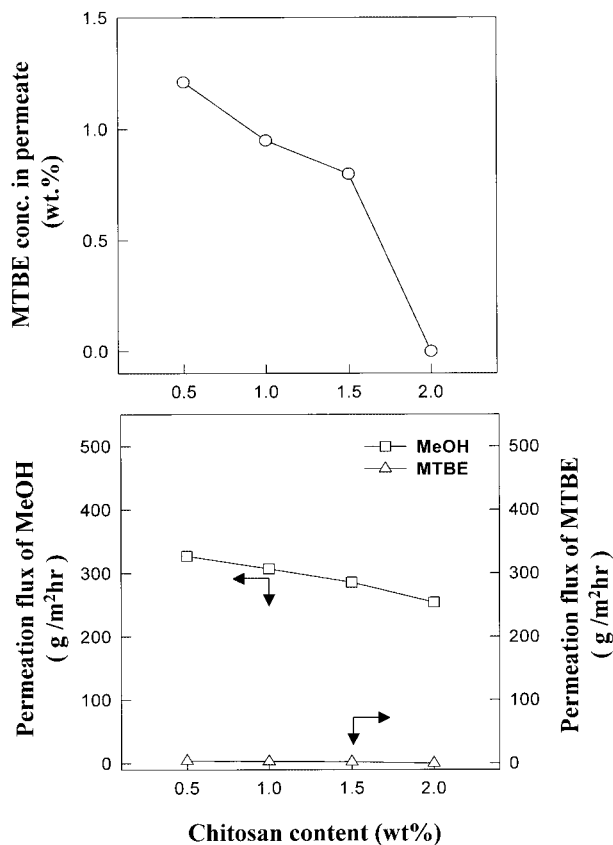 1.5
1.0
0.5
0.0
MTBE conc. in permeate
(wt.%)
0.5 1.0 1.5 2.0
500
400
300
200
100
0
Permeation flux of MeOH
( g /m²hr)
MeOH
MTBE
500
400
300
200
100
0
Permeation flux of MTBE
( g /m²hr)
0.5 1.0 1.5 2.0
Chitosan content (wt%)